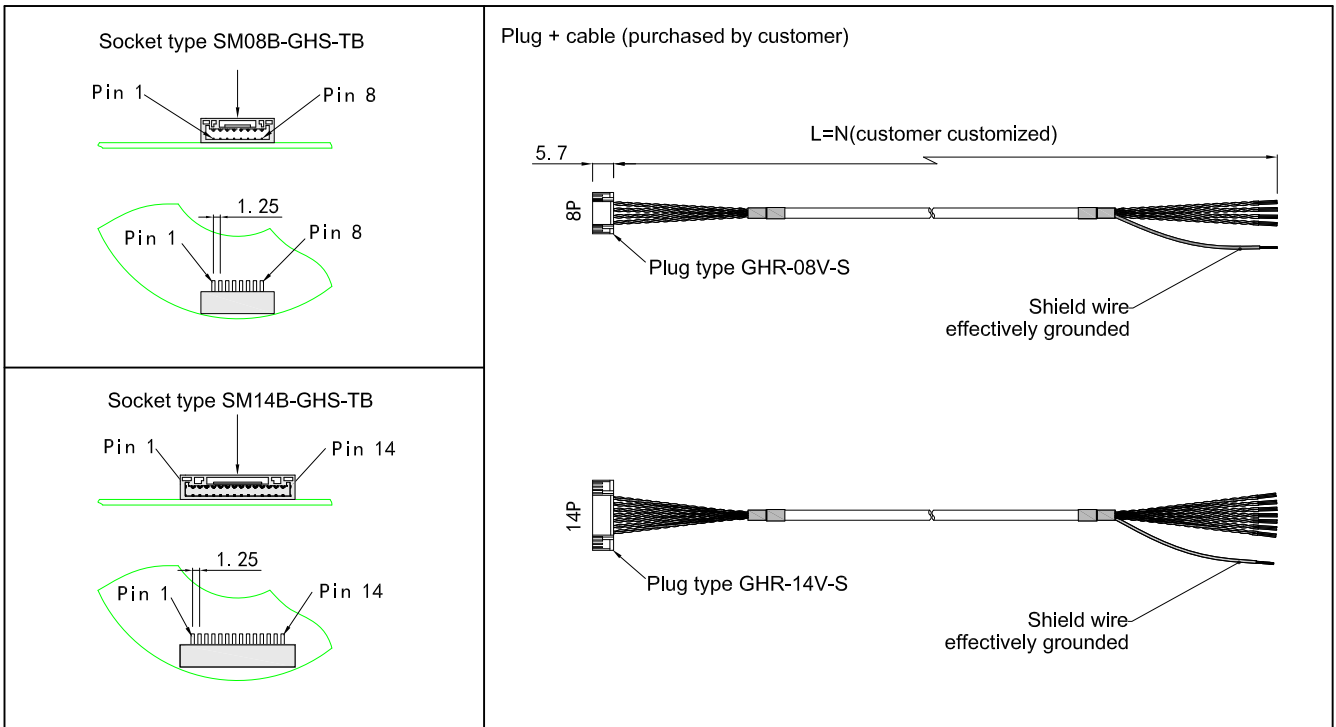 Socket type SM08B-GHS-TB
Pin 1
Pin 8
1.25
Pin 1
Pin 8
Socket type SM14B-GHS-TB
Pin 1
Pin 14
1.25
Pin 1
Pin 14
Plug + cable (purchased by customer)
L=N(customer customized)
5.7
8P
Plug type GHR-08V-S
Shield wire
effectively grounded
14P
Plug type GHR-14V-S
Shield wire
effectively grounded